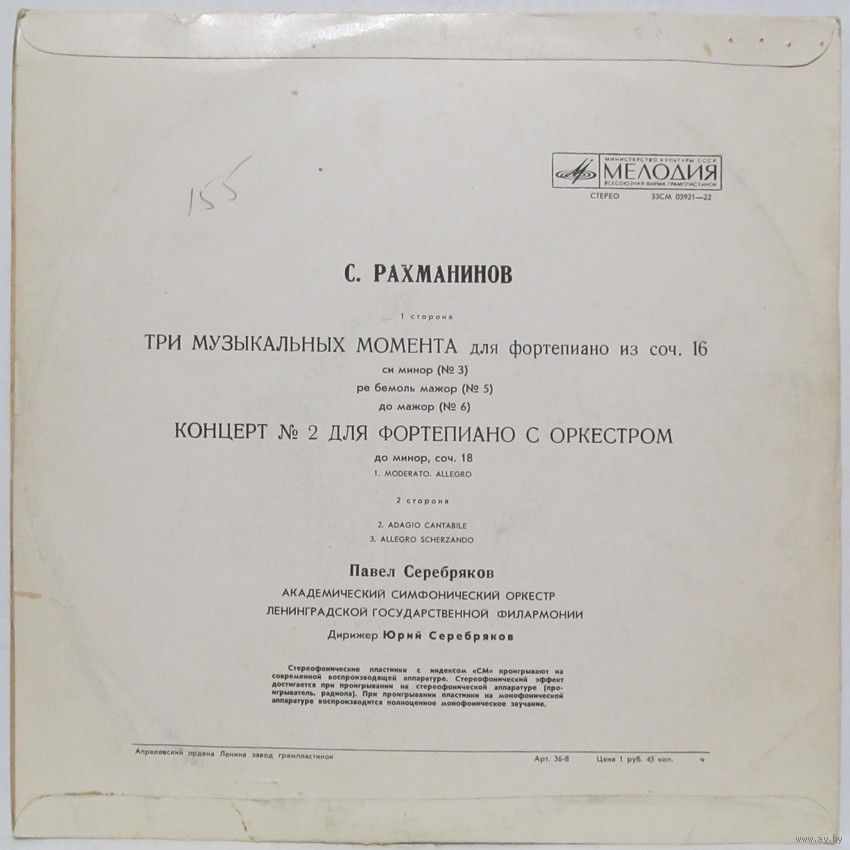 155
МИНИСТЕРСТВО КУЛЬТУРЫ СССР
МЕЛОДИЯ
ВСЕСОЮЗНАЯ ФИРМА ГРАМПЛАСТИНОК
СТЕРЕО 33СМ 03921—22
С. РАХМАНИНОВ
1 сторона
ТРИ МУЗЫКАЛЬНЫХ МОМЕНТА для фортепиано из соч. 16
си минор (№ 3)
ре бемоль мажор (№ 5)
до мажор (№ 6)
КОНЦЕРТ № 2 ДЛЯ ФОРТЕПИАНО С ОРКЕСТРОМ
до минор, соч. 18
1. MODERATO. ALLEGRO
2 сторона
2. ADAGIO CANTABILE
3. ALLEGRO SCHERZANDO
Павел Серебряков
АКАДЕМИЧЕСКИЙ СИМФОНИЧЕСКИЙ ОРКЕСТР
ЛЕНИНГРАДСКОЙ ГОСУДАРСТВЕННОЙ ФИЛАРМОНИИ
Дирижер Юрий Серебряков
Стереофонические пластинки с индексом «СМ» проигрывают на
современной воспроизводящей аппаратуре. Стереофонический эффект
достигается при проигрывании на стереофонической аппаратуре (про-
игрыватель, радиола). При проигрывании пластинки на монофонической
аппаратуре воспроизводится полноценное монофоническое звучание.
Апрелевский ордена Ленина завод грампластинок Арт. 36-8 Цена 1 руб. 45 коп. ч
www.ay.by